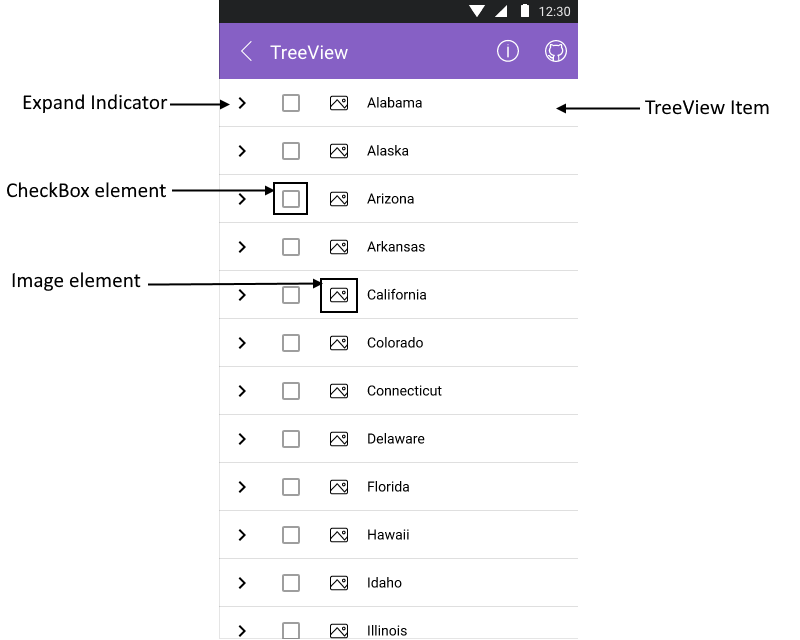 12:30
TreeView
Expand Indicator
Alabama
TreeView Item
Alaska
CheckBox element
Arizona
Arkansas
Image element
California
Colorado
Connecticut
Delaware
Florida
Hawaii
Idaho
Illinois